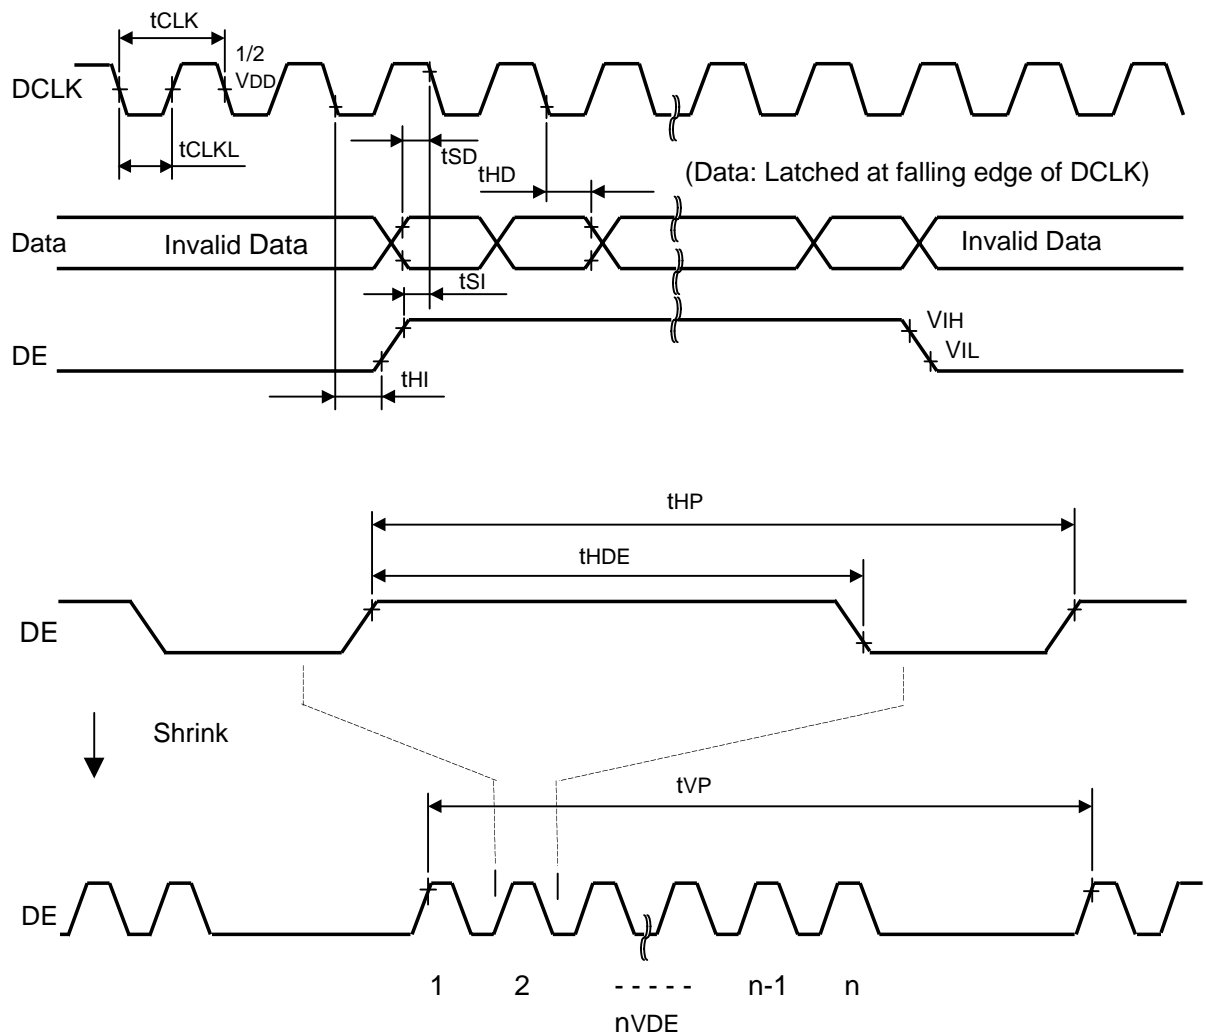 tCLK
1/2
VDD
DCLK
tCLKL
tSD
tHD
(Data: Latched at falling edge of DCLK)
Data
Invalid Data
Invalid Data
tSI
VIH
VIL
DE
tHI
tHP
tHDE
DE
Shrink
tVP
DE
1 2 - - - - - n-1 n
nVDE